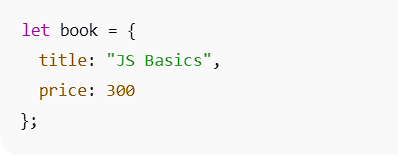 let book = {
  title: "JS Basics",
  price: 300
};